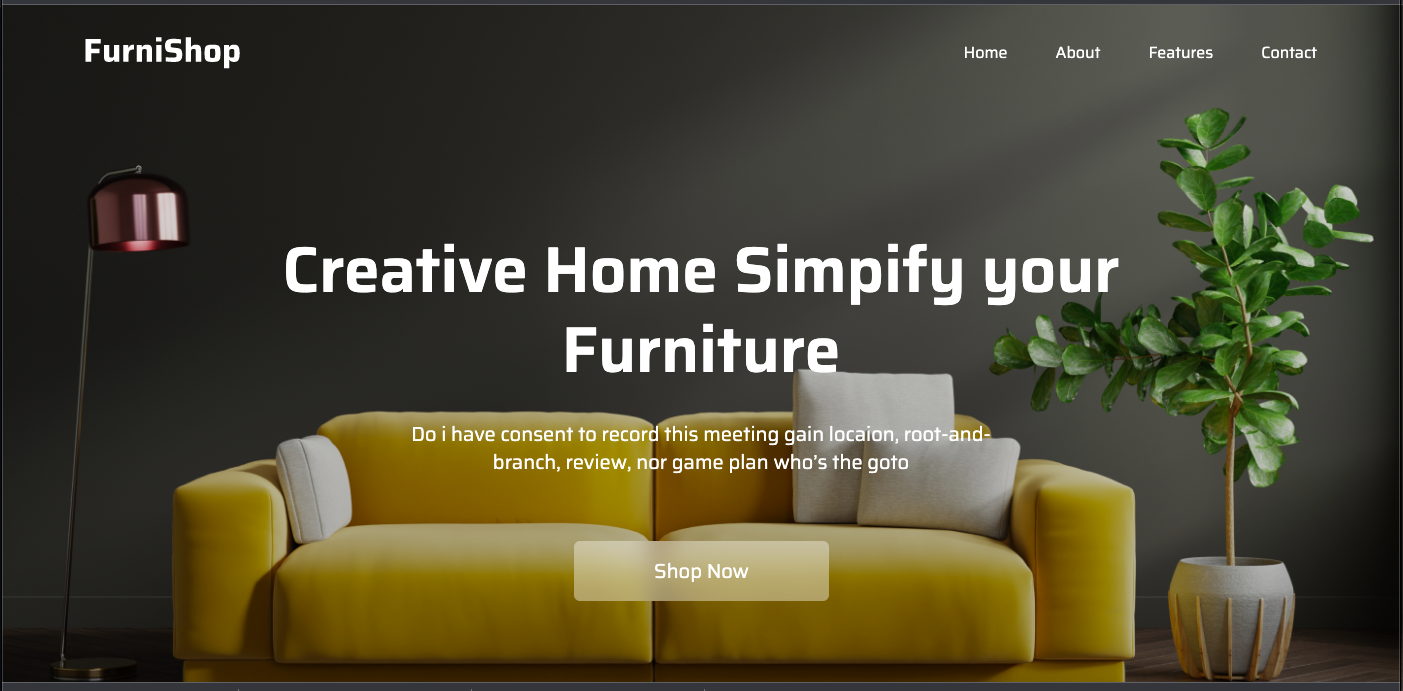 FurniShop
Home About Features Contact
Creative Home Simpify your
Furniture
Do i have consent to record this meeting gain locaion, root-and-
branch, review, nor game plan who’s the goto
Shop Now